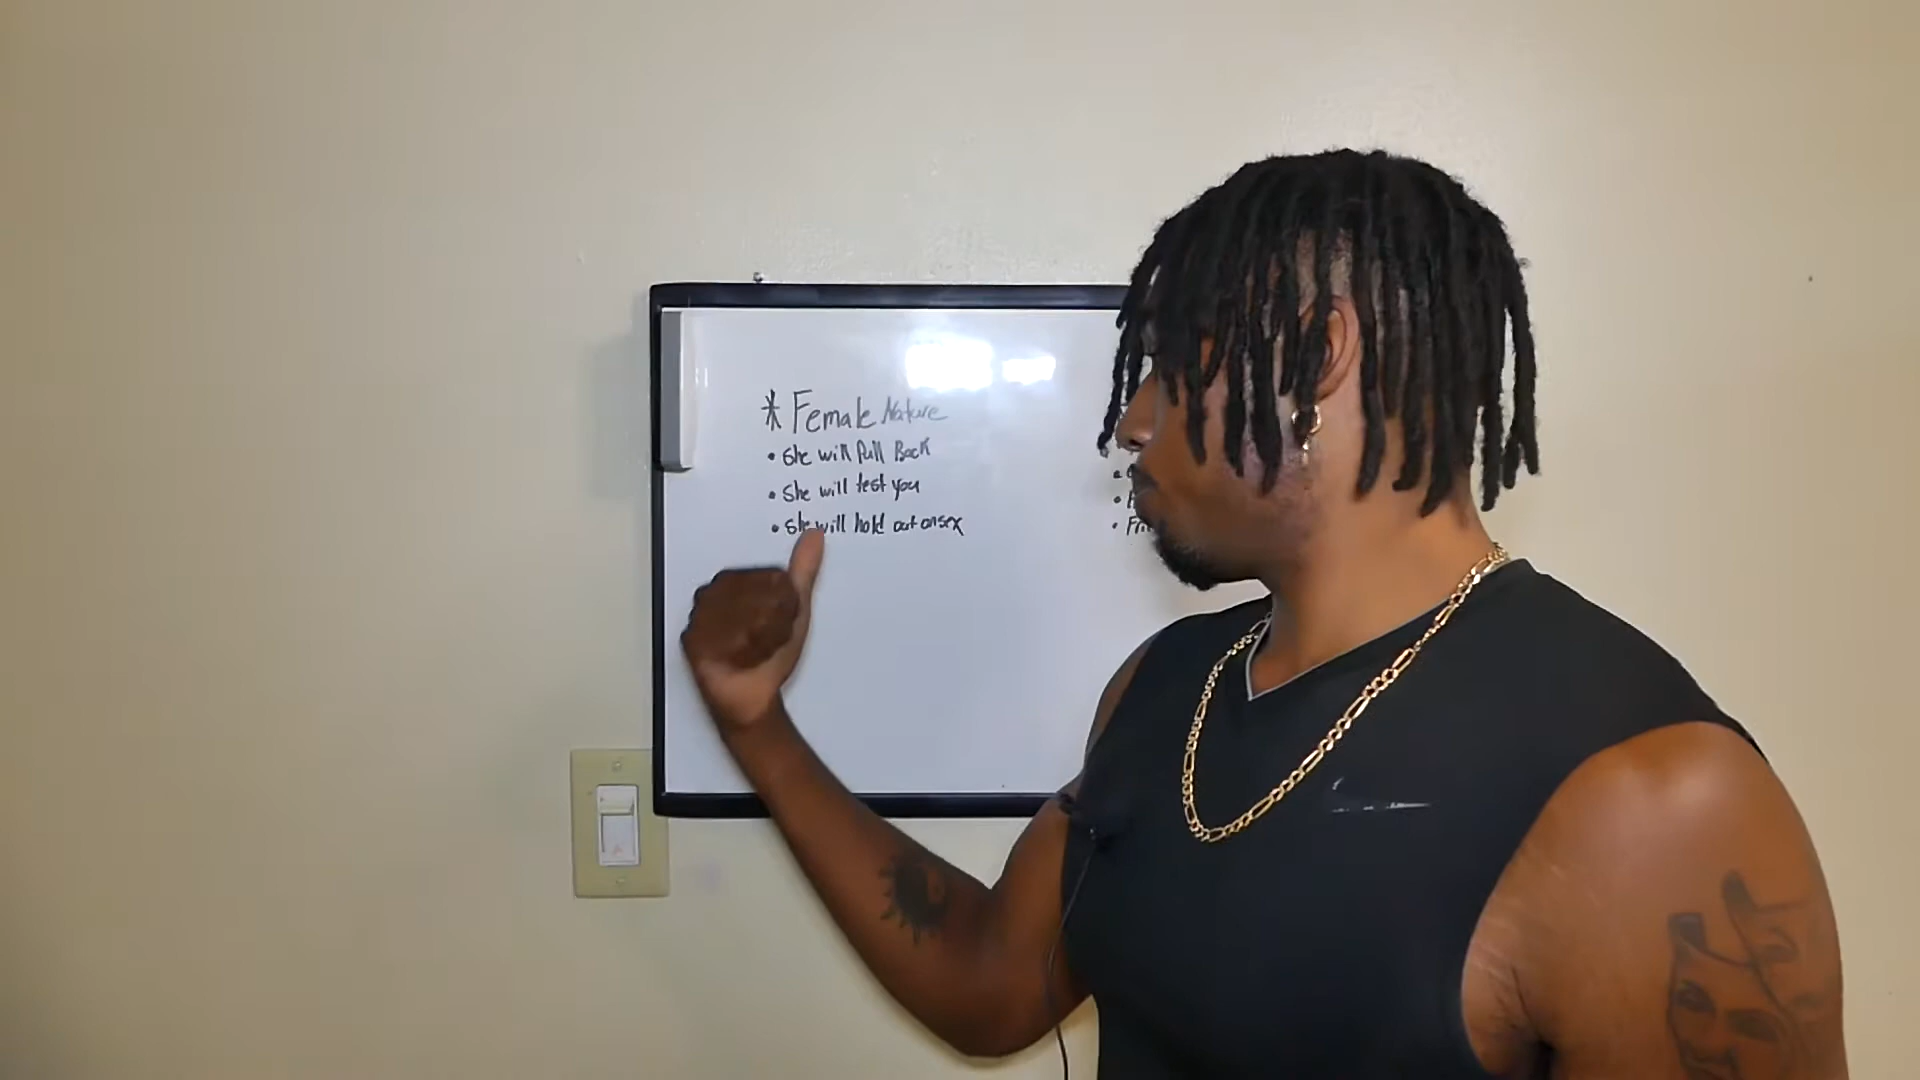 * Female Nature
• She will Pull Back
• She will test you
• She will hold out on sex